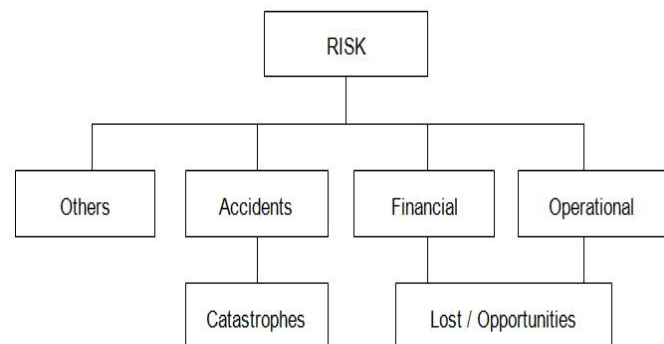 RISK
Others
Accidents
Financial
Operational
Catastrophes
Lost / Opportunities